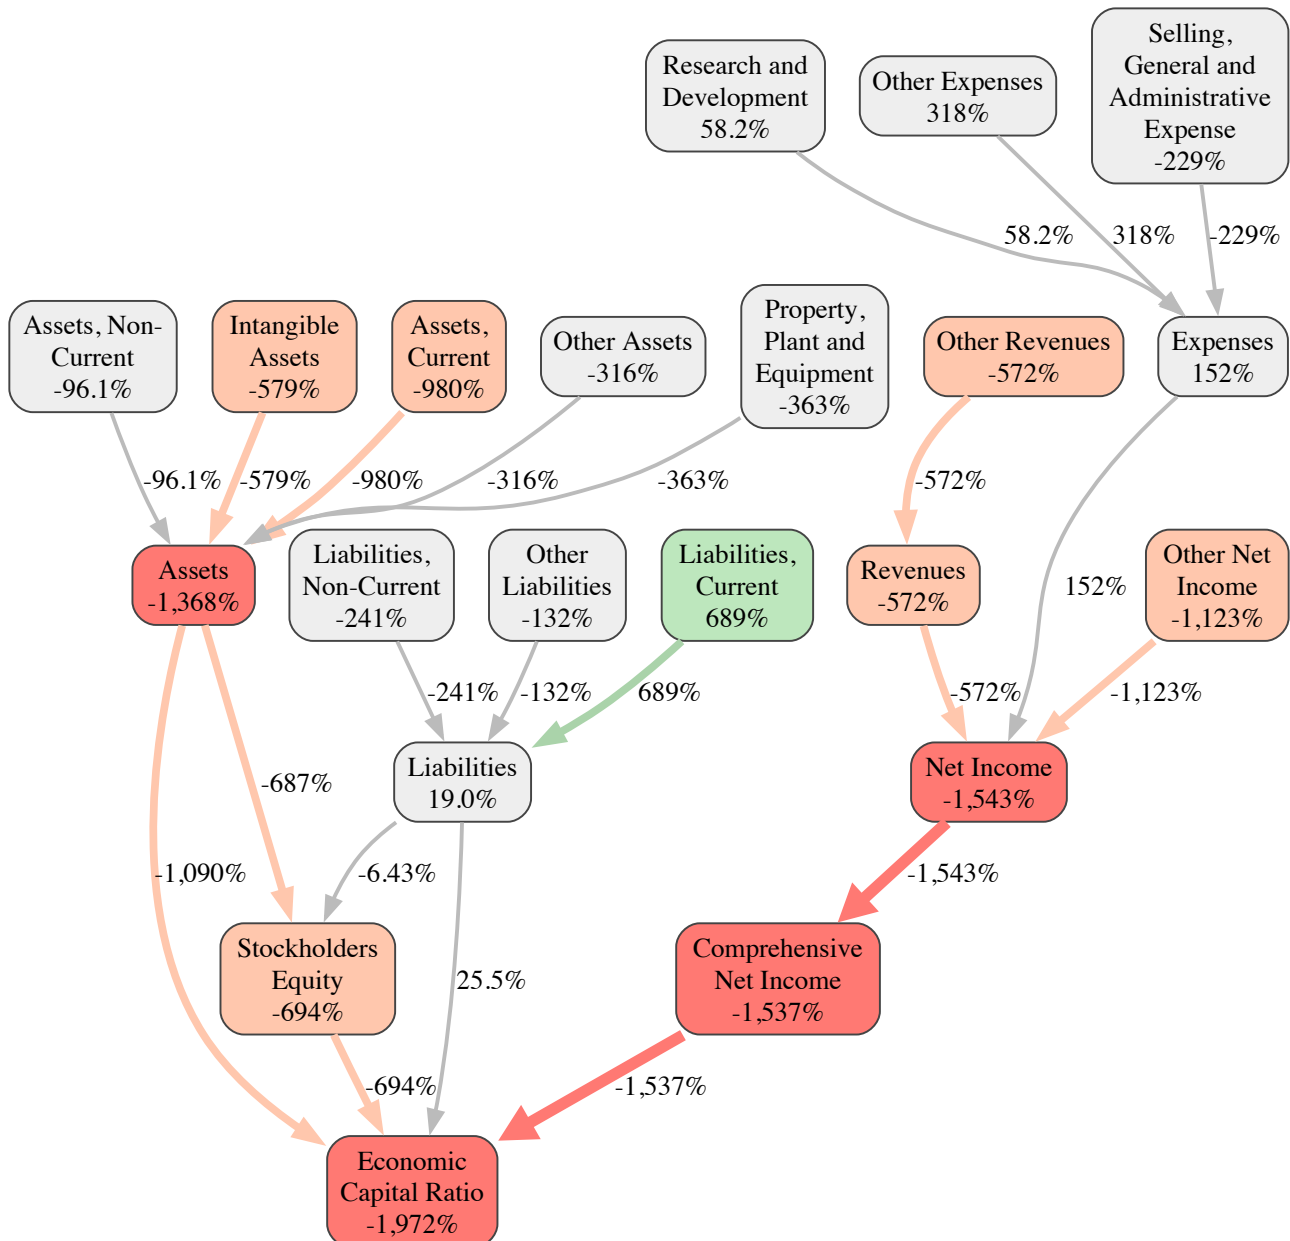 Selling,
General and
Administrative
Expense
-229%
Research and
Development
58.2%
Other Expenses
318%
58.2%
318%
-229%
Assets, Non-
Current
-96.1%
Intangible
Assets
-579%
Assets,
Current
-980%
Other Assets
-316%
Property,
Plant and
Equipment
-363%
Other Revenues
-572%
Expenses
152%
-96.1%
-579%
-980%
-316%
-363%
-572%
Assets
-1,368%
Liabilities,
Non-Current
-241%
Other
Liabilities
-132%
Liabilities,
Current
689%
Revenues
-572%
152%
Other Net
Income
-1,123%
-241%
-132%
689%
-572%
-1,123%
-687%
Liabilities
19.0%
Net Income
-1,543%
-1,090%
-6.43%
-1,543%
Stockholders
Equity
-694%
25.5%
Comprehensive
Net Income
-1,537%
-694%
-1,537%
Economic
Capital Ratio
-1,972%